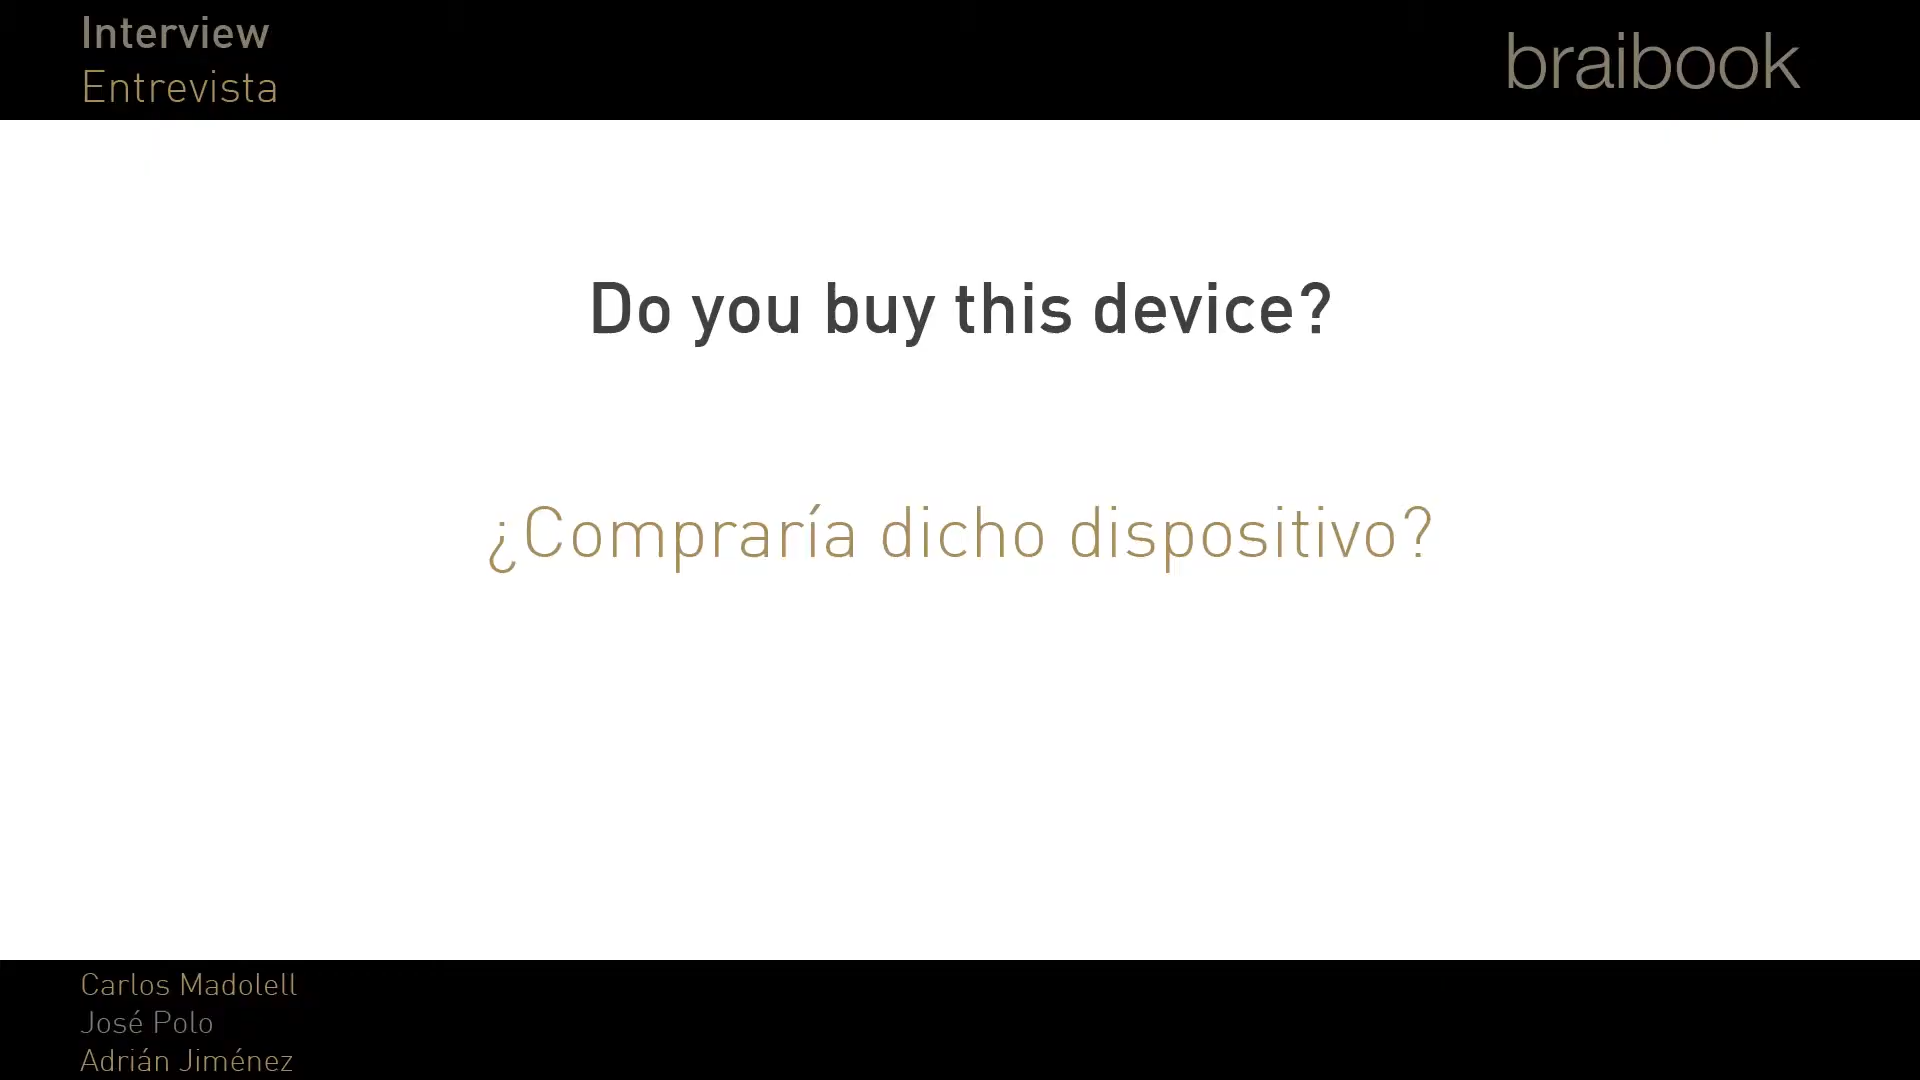 Interview
Entrevista
braibook
Do you buy this device?
¿Compraría dicho dispositivo?
Carlos Madolell
José Polo
Adrián Jiménez